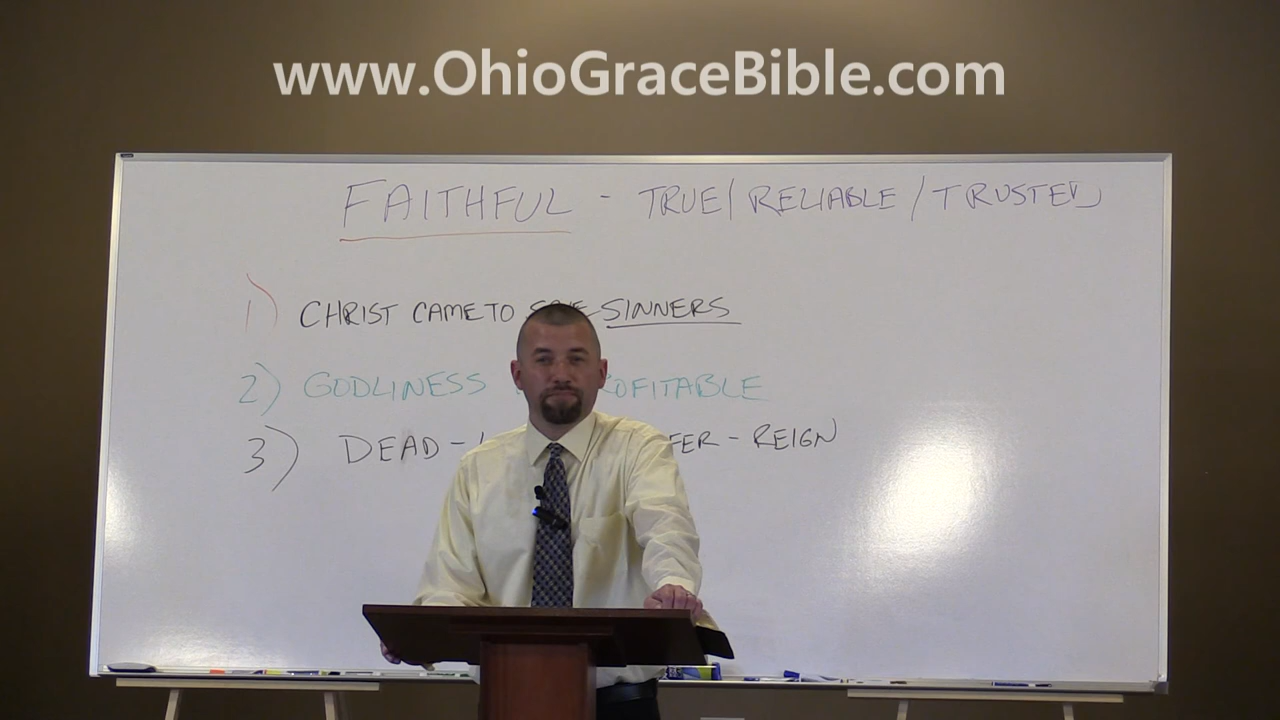 www.OhioGraceBible.com
FAITHFUL - TRUE/RELIABLE/TRUSTED
1) CHRIST CAME TO SINNERS
2) GODLINESS
3) DEAD - - REIGN